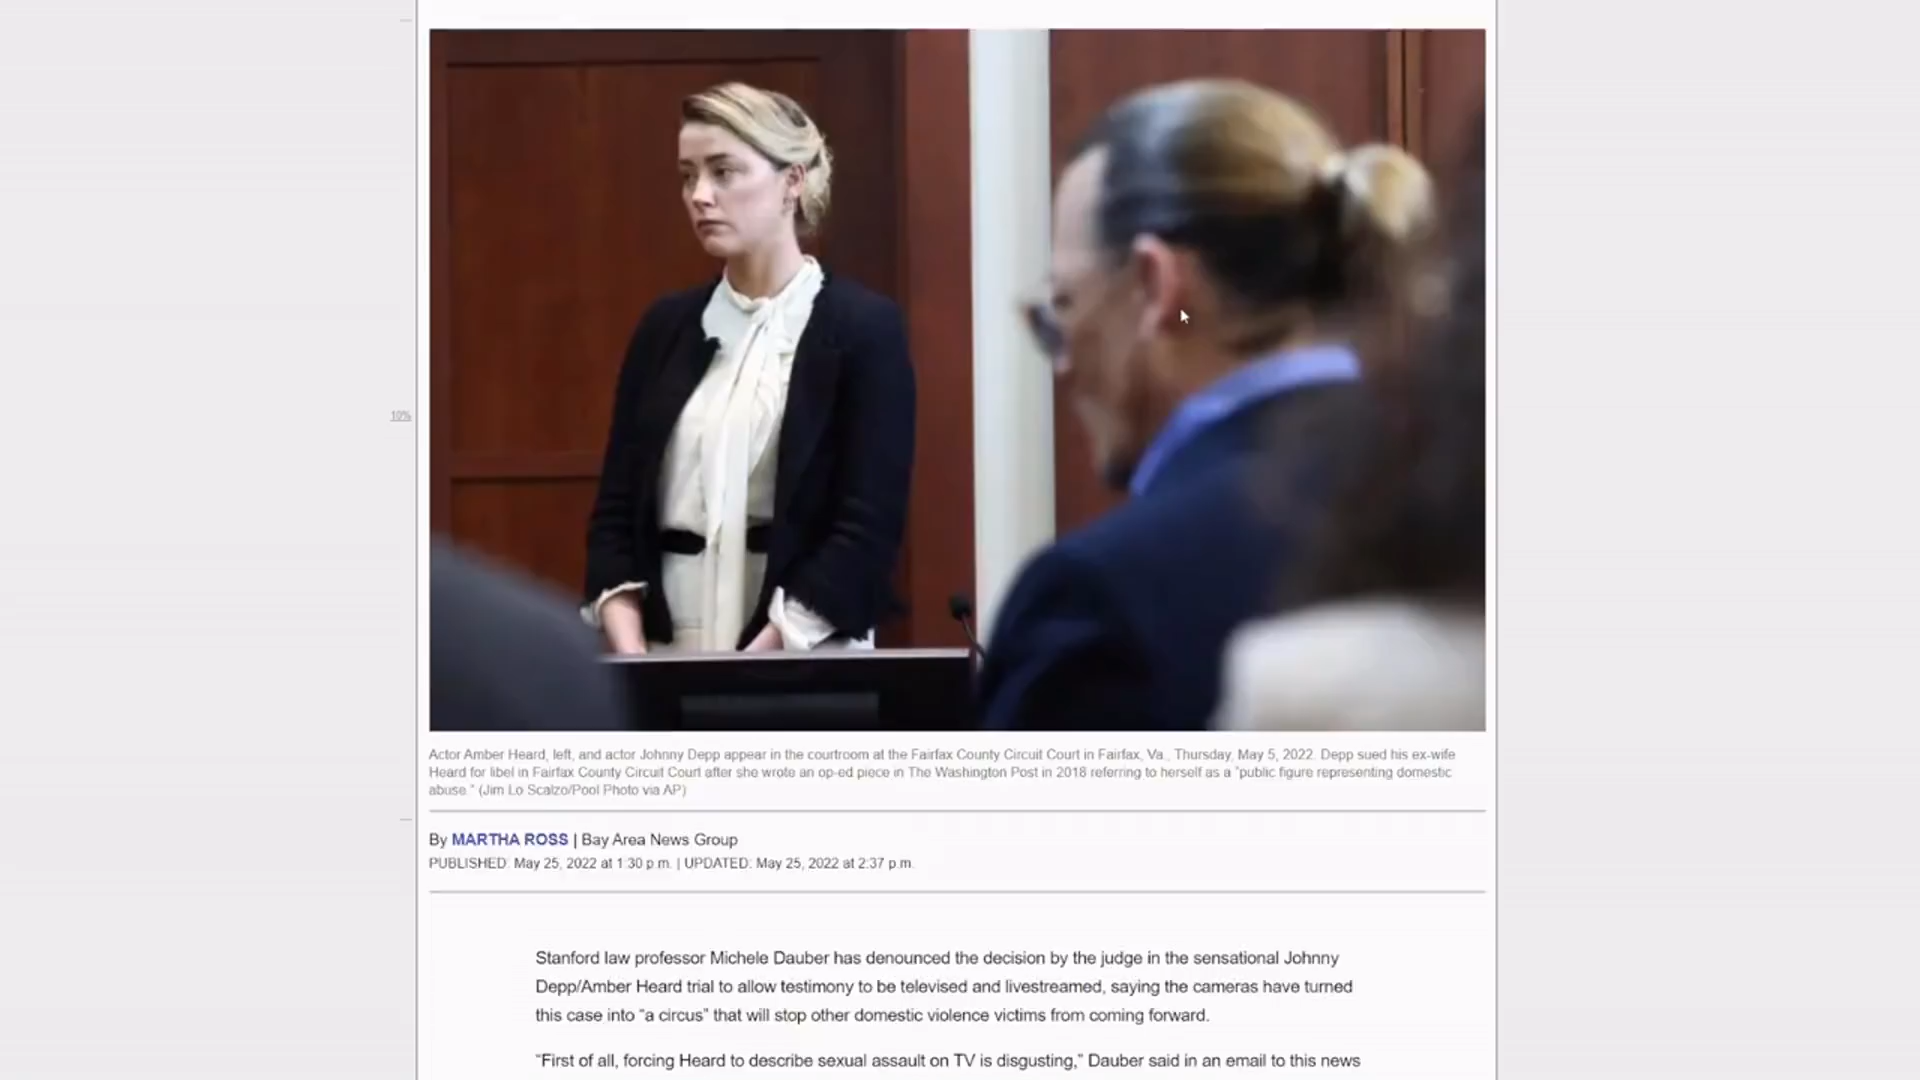 10%
Actor Amber Heard, left, and actor Johnny Depp appear in the courtroom at the Fairfax County Circuit Court in Fairfax, Va., Thursday, May 5, 2022. Depp sued his ex-wife
Heard for libel in Fairfax County Circuit Court after she wrote an op-ed piece in The Washington Post in 2018 referring to herself as a "public figure representing domestic
abuse." (Jim Lo Scalzo/Pool Photo via AP)
By MARTHA ROSS | Bay Area News Group
PUBLISHED: May 25, 2022 at 1:30 p.m. | UPDATED: May 25, 2022 at 2:37 p.m.
Stanford law professor Michele Dauber has denounced the decision by the judge in the sensational Johnny
Depp/Amber Heard trial to allow testimony to be televised and livestreamed, saying the cameras have turned
this case into “a circus” that will stop other domestic violence victims from coming forward.
“First of all, forcing Heard to describe sexual assault on TV is disgusting,” Dauber said in an email to this news